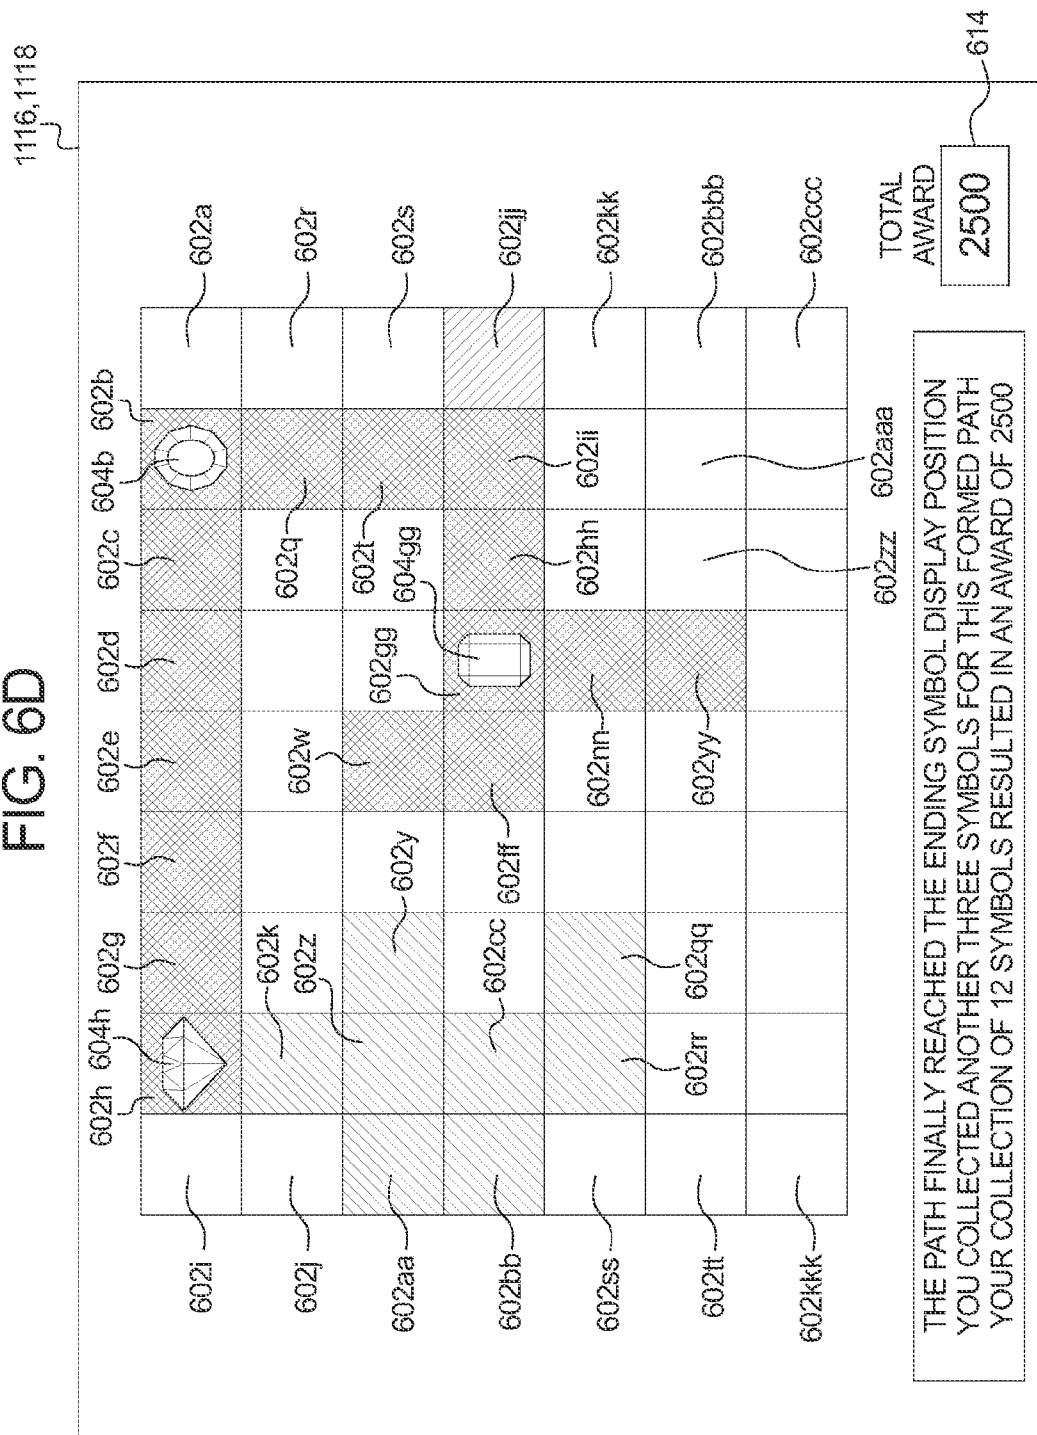 FIG. 6D
1116,1118
602h
604h
602g
602f
602e
602d
602c
604b
602b
602i
602a
602j
602k
602z
602w
602q
602r
602aa
602y
602gg
604gg
602t
602s
602bb
602cc
602ff
602jj
602ss
602nn
602hh
602ii
602kk
602tt
602rr
602qq
602yy
602bbb
602kkk
602ccc
602zz
602aaa
TOTAL
AWARD
2500
614
THE PATH FINALLY REACHED THE ENDING SYMBOL DISPLAY POSITION
YOU COLLECTED ANOTHER THREE SYMBOLS FOR THIS FORMED PATH
YOUR COLLECTION OF 12 SYMBOLS RESULTED IN AN AWARD OF 2500